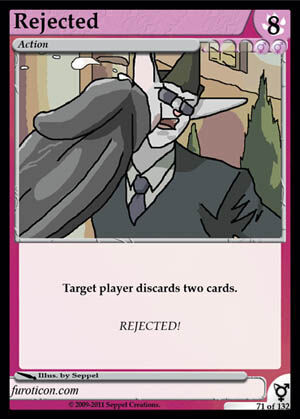 Rejected
8
Action
Target player discards two cards.
REJECTED!
Illus. by Seppel
furoticon.com
© 2009-2011 Seppel Creations.
71 of 132